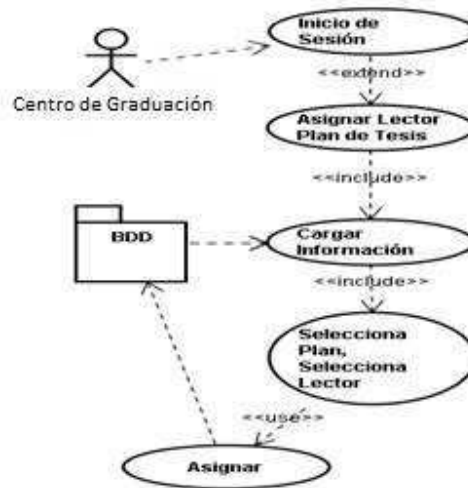 Inicio de
Sesión
<<extend>>
Centro de Graduación
Asignar Lector
Plan de Tesis
<<include>>
BDD
Cargar
Información
<<include>>
Selecciona
Plan,
Selecciona
Lector
<<use>>
Asignar